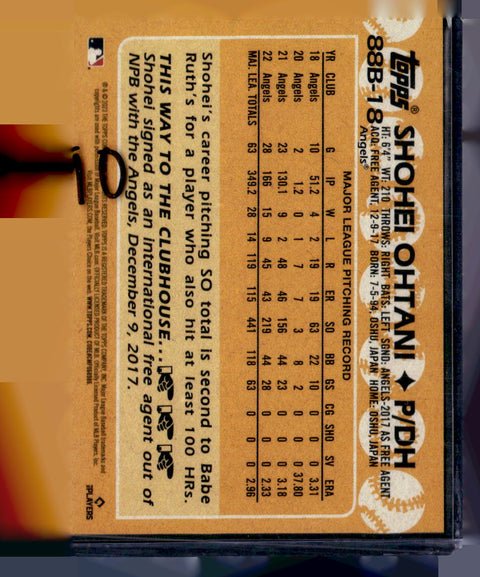 topps SHOHEI OHTANI ✦ P/DH
88B-18 HT: 6'4" WT: 210 THROWS: RIGHT BATS: LEFT SGND: ANGELS-2017 AS FREE AGENT
ACQ: FREE AGENT, 12-9-17 BORN: 7-5-94, OSHU, JAPAN HOME: OSHU, JAPAN
Angels®
MAJOR LEAGUE PITCHING RECORD
YR CLUB G IP W L R ER SO BB GS CG SHO SV ERA
18 Angels 10 51.2 4 2 19 19 63 22 10 0 0 0 3.31
20 Angels 2 1.2 0 1 7 7 3 8 2 0 0 0 37.80
21 Angels 23 130.1 9 2 48 46 156 44 23 0 0 0 3.18
22 Angels 28 166 15 9 45 43 219 44 28 0 0 0 2.33
MAJ. LEA. TOTALS 63 349.2 28 14 119 115 441 118 63 0 0 0 2.96
Shohei's career pitching SO total is second to Babe
Ruth's for a player who also hit at least 100 HRs.
THIS WAY TO THE CLUBHOUSE...
Shohei signed as an international free agent out of
NPB with the Angels, December 9, 2017.
PLAYERS
10